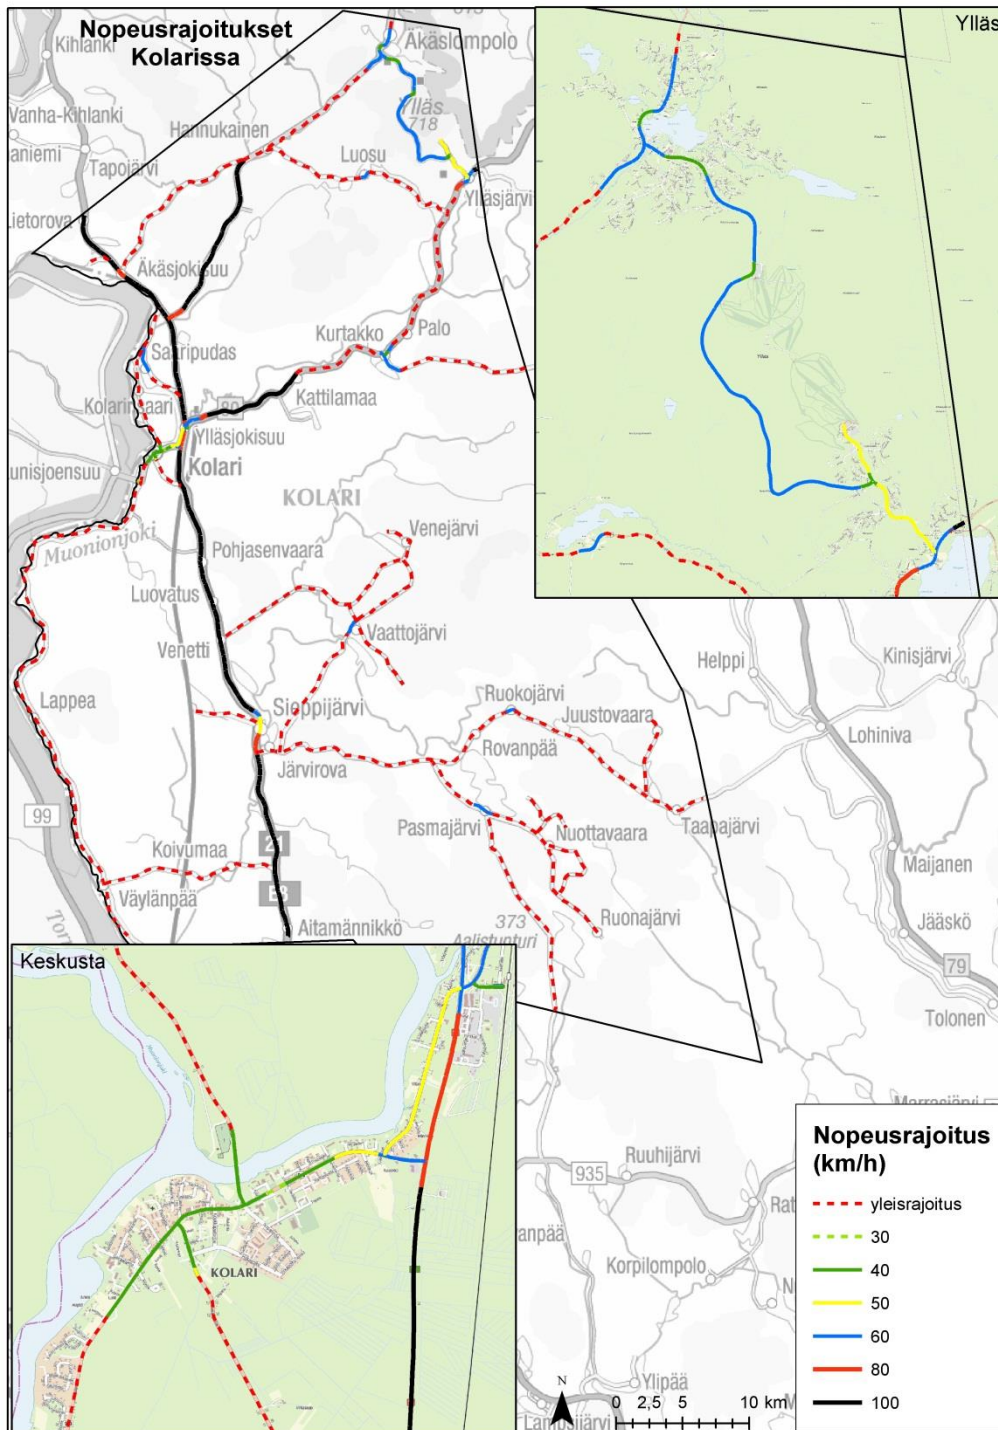 Nopeusrajoitukset
Kolarissa
Kihlanki
Vanha-Kihlanki
aniemi
Tapojärvi
Hannukainen
Äkäslompolo
Ylläs
718
Luosu
Ylläsjärvi
Lietorova
Äkäsjokisuu
Saaripudas
Kurtakko
Palo
Kattilamaa
Ylläsjokisuu
Kolari
unisjoensuu
KOLARI
Muonionjoki
Pohjasenvaara
Venejärvi
Luovatus
Vaattojärvi
Venetti
Lappea
Sieppijärvi
Ruokojärvi
Juustovaara
Rovanpää
Järvirova
Taapajärvi
Pasmajärvi
Nuottavaara
99
Koivumaa
Väylänpää
21
E8
Aitamännikkö
Ruonajärvi
373
Aalistunturi
Helppi
Kinisjärvi
Lohiniva
Maijanen
Jääskö
79
Tolonen
Marrasjärvi
935
Ruuhijärvi
Korpilompolo
Ylipää
Ylläs
Keskusta
KOLARI
Nopeusrajoitus
(km/h)
yleisrajoitus
30
40
50
60
80
100
N
0 2,5 5 10 km